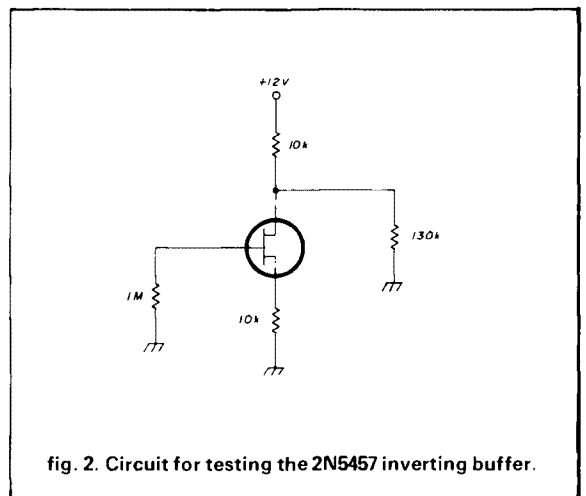 +12V
10k
130k
1M
10k
fig. 2. Circuit for testing the 2N5457 inverting buffer.